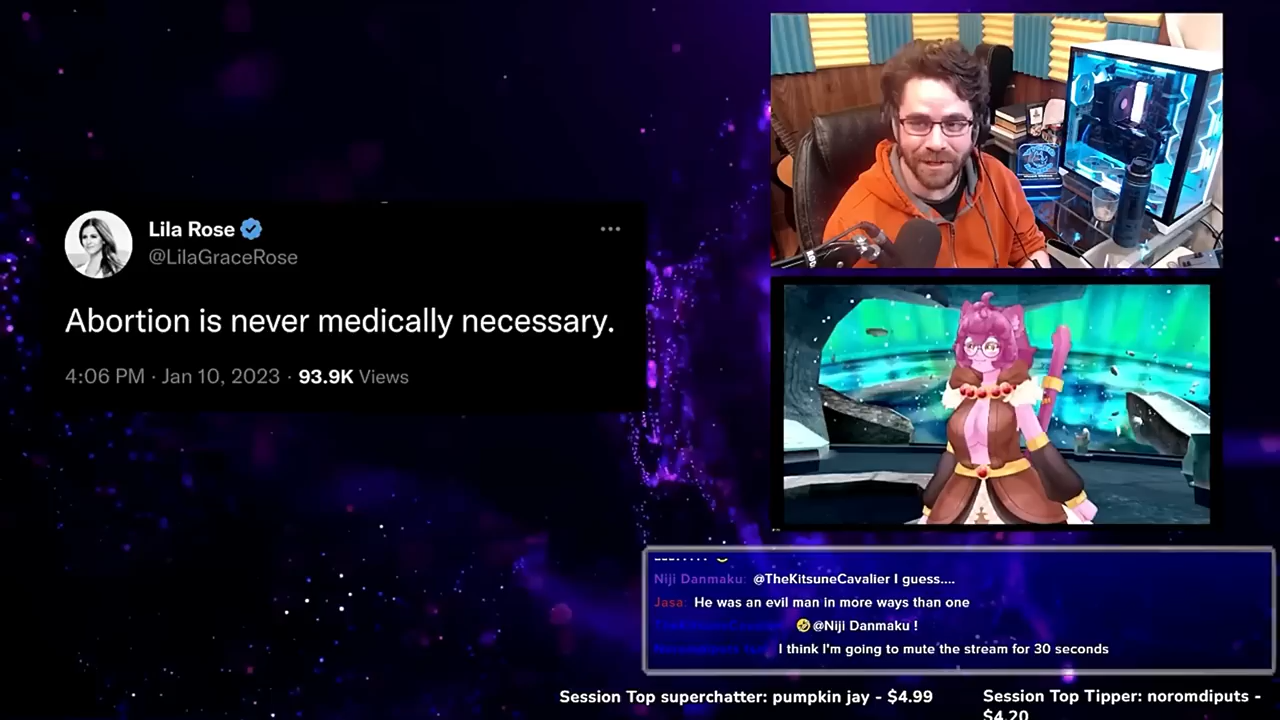 Lila Rose
@LilaGraceRose
Abortion is never medically necessary.
4:06 PM · Jan 10, 2023 · 93.9K Views
Niji Danmaku: @TheKitsuneCavalier I guess....
Jasa: He was an evil man in more ways than one
🤣 @Niji Danmaku !
I think I'm going to mute the stream for 30 seconds
Session Top superchatter: pumpkin jay - $4.99
Session Top Tipper: noromdiputs -
$4.20